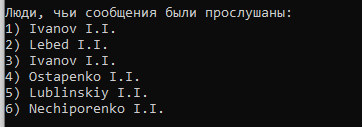 Люди, чьи сообщения были прослушаны:
1) Ivanov I.I.
2) Lebed I.I.
3) Ivanov I.I.
4) Ostapenko I.I.
5) Lublinskiy I.I.
6) Nechiporenko I.I.